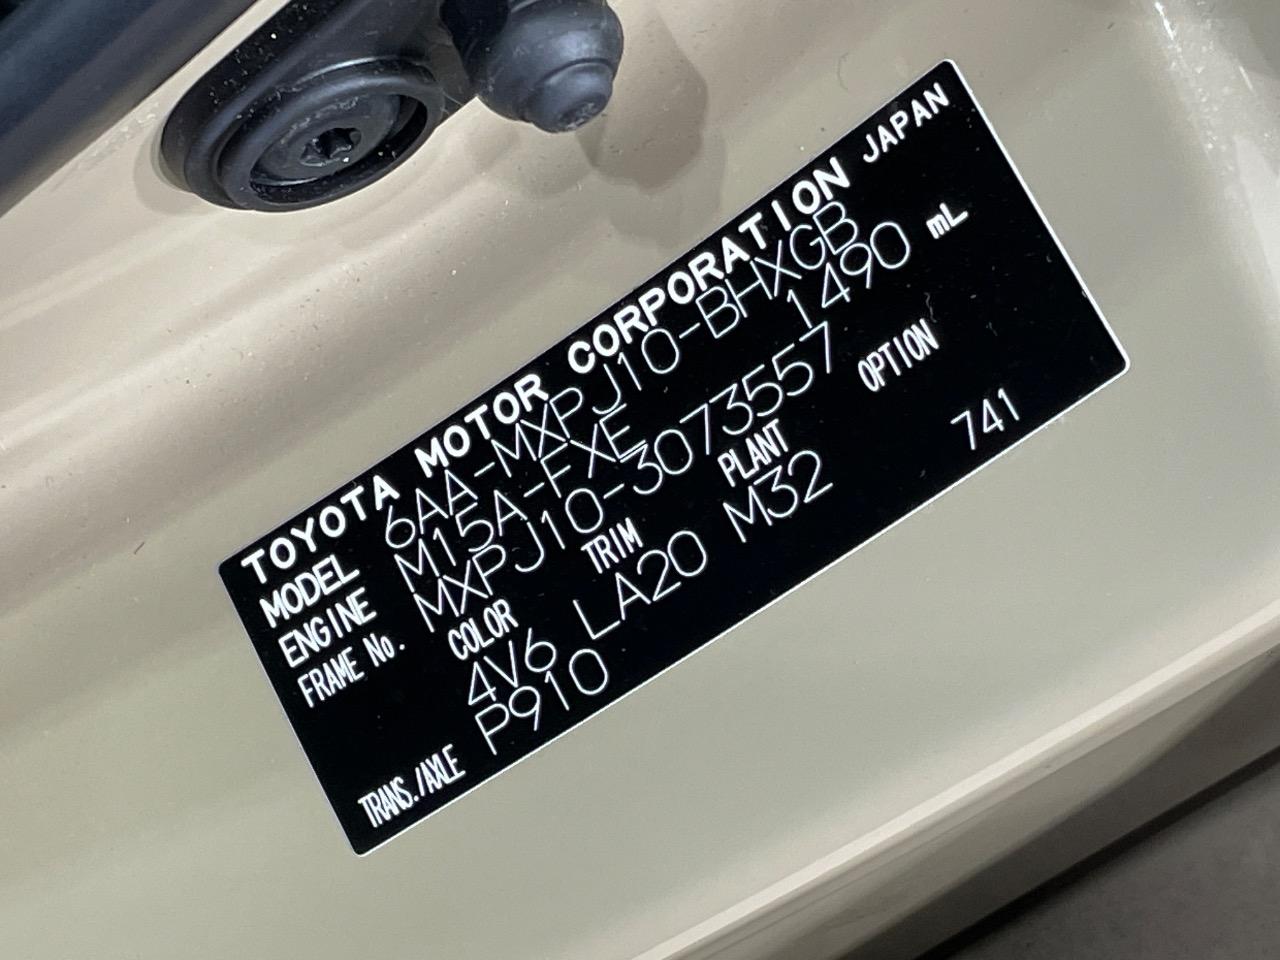 TOYOTA MOTOR CORPORATION JAPAN
MODEL 6AA-MXPJ10-BHXGB
ENGINE M15A-FXE 1490 mL
FRAME No. MXPJ10-3073557
COLOR TRIM PLANT OPTION
4V6 LA20 M32 741
TRANS./AXLE P910